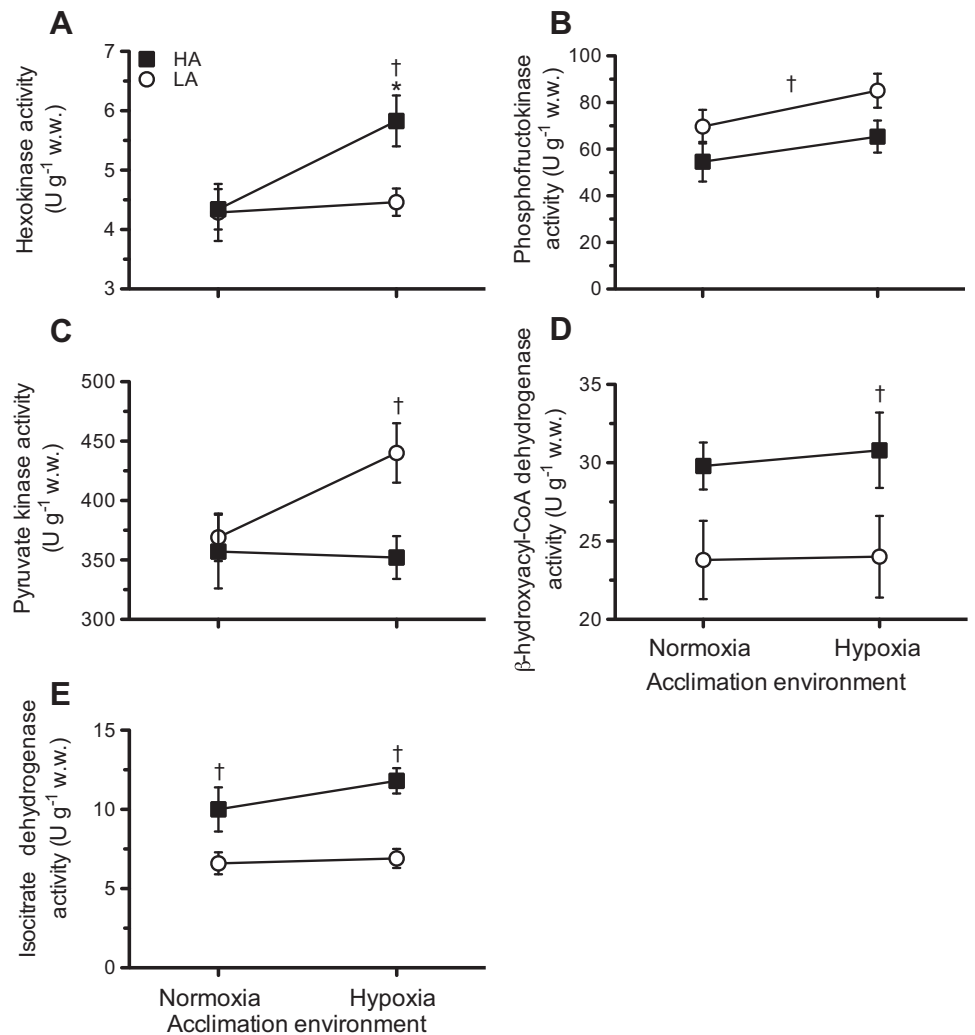 A
Hexokinase activity
(U g-1 w.w.)
7
6
5
4
3
HA
LA
†
*
B
Phosphofructokinase
activity (U g-1 w.w.)
100
80
60
40
20
0
†
C
Pyruvate kinase activity
(U g-1 w.w.)
500
450
400
350
300
†
D
β-hydroxyacyl-CoA dehydrogenase
activity (U g-1 w.w.)
35
30
25
20
†
Normoxia Hypoxia
Acclimation environment
E
Isocitrate dehydrogenase
activity (U g-1 w.w.)
15
10
5
0
† †
Normoxia Hypoxia
Acclimation environment